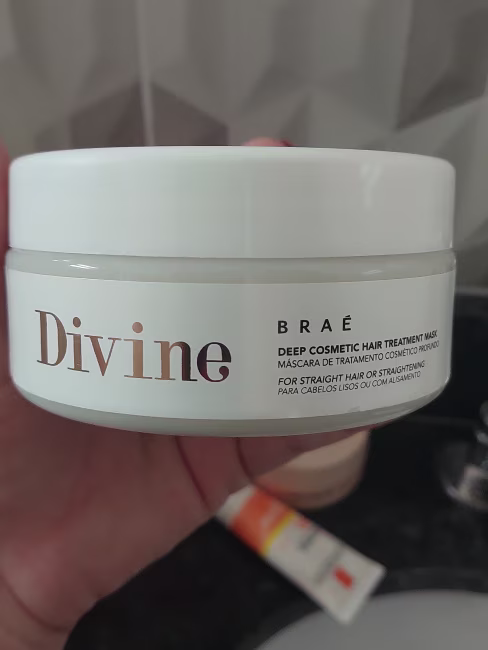 Divine
BRAÉ
DEEP COSMETIC HAIR TREATMENT MASK
MÁSCARA DE TRATAMENTO COSMÉTICO PROFUNDO
FOR STRAIGHT HAIR OR STRAIGHTENING
PARA CABELOS LISOS OU COM ALISAMENTO